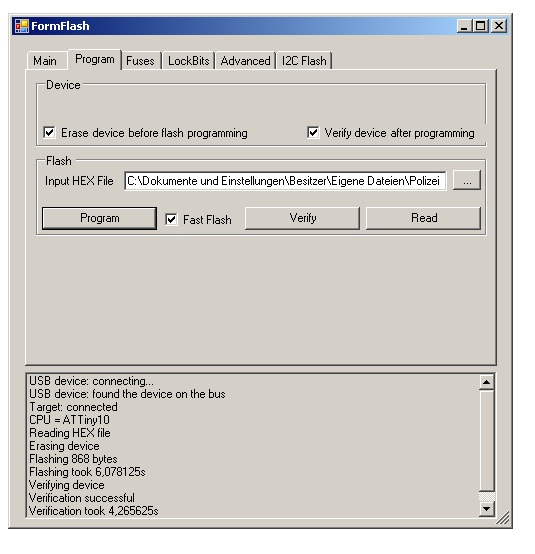 FormFlash
Main Program Fuses LockBits Advanced I2C Flash
Device
Erase device before flash programming Verify device after programming
Flash
Input HEX File C:\Dokumente und Einstellungen\Besitzer\Eigene Dateien\Polizei ...
Program Fast Flash Verify Read
USB device: connecting...
USB device: found the device on the bus
Target: connected
CPU = ATTiny10
Reading HEX file
Erasing device
Flashing 868 bytes
Flashing took 6,078125s
Verifying device
Verification successful
Verification took 4,265625s